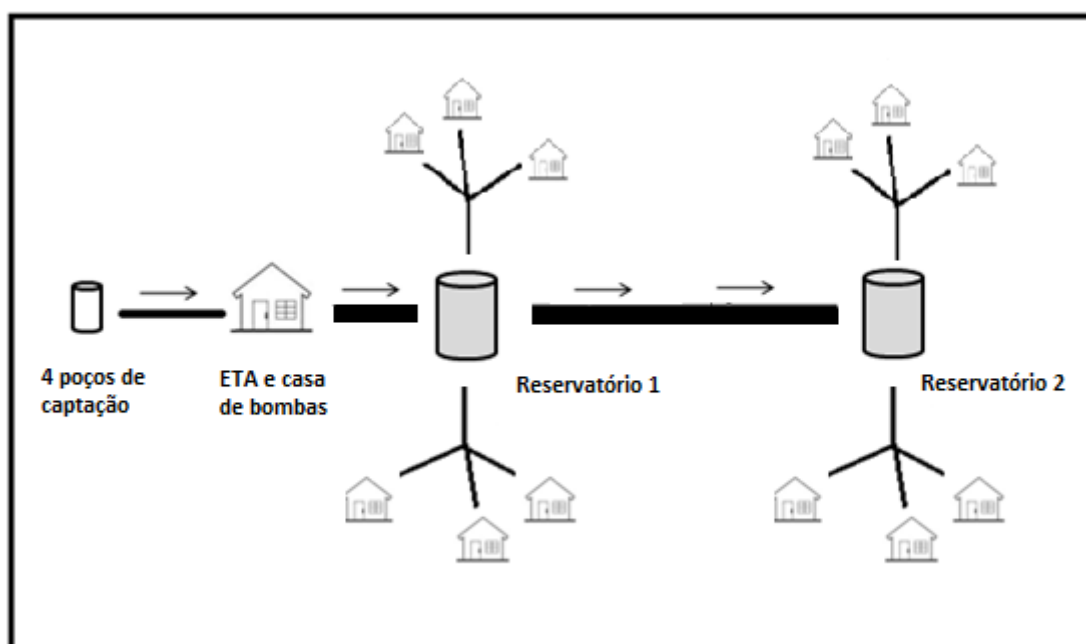 4 poços de
captação
ETA e casa
de bombas
Reservatório 1
Reservatório 2